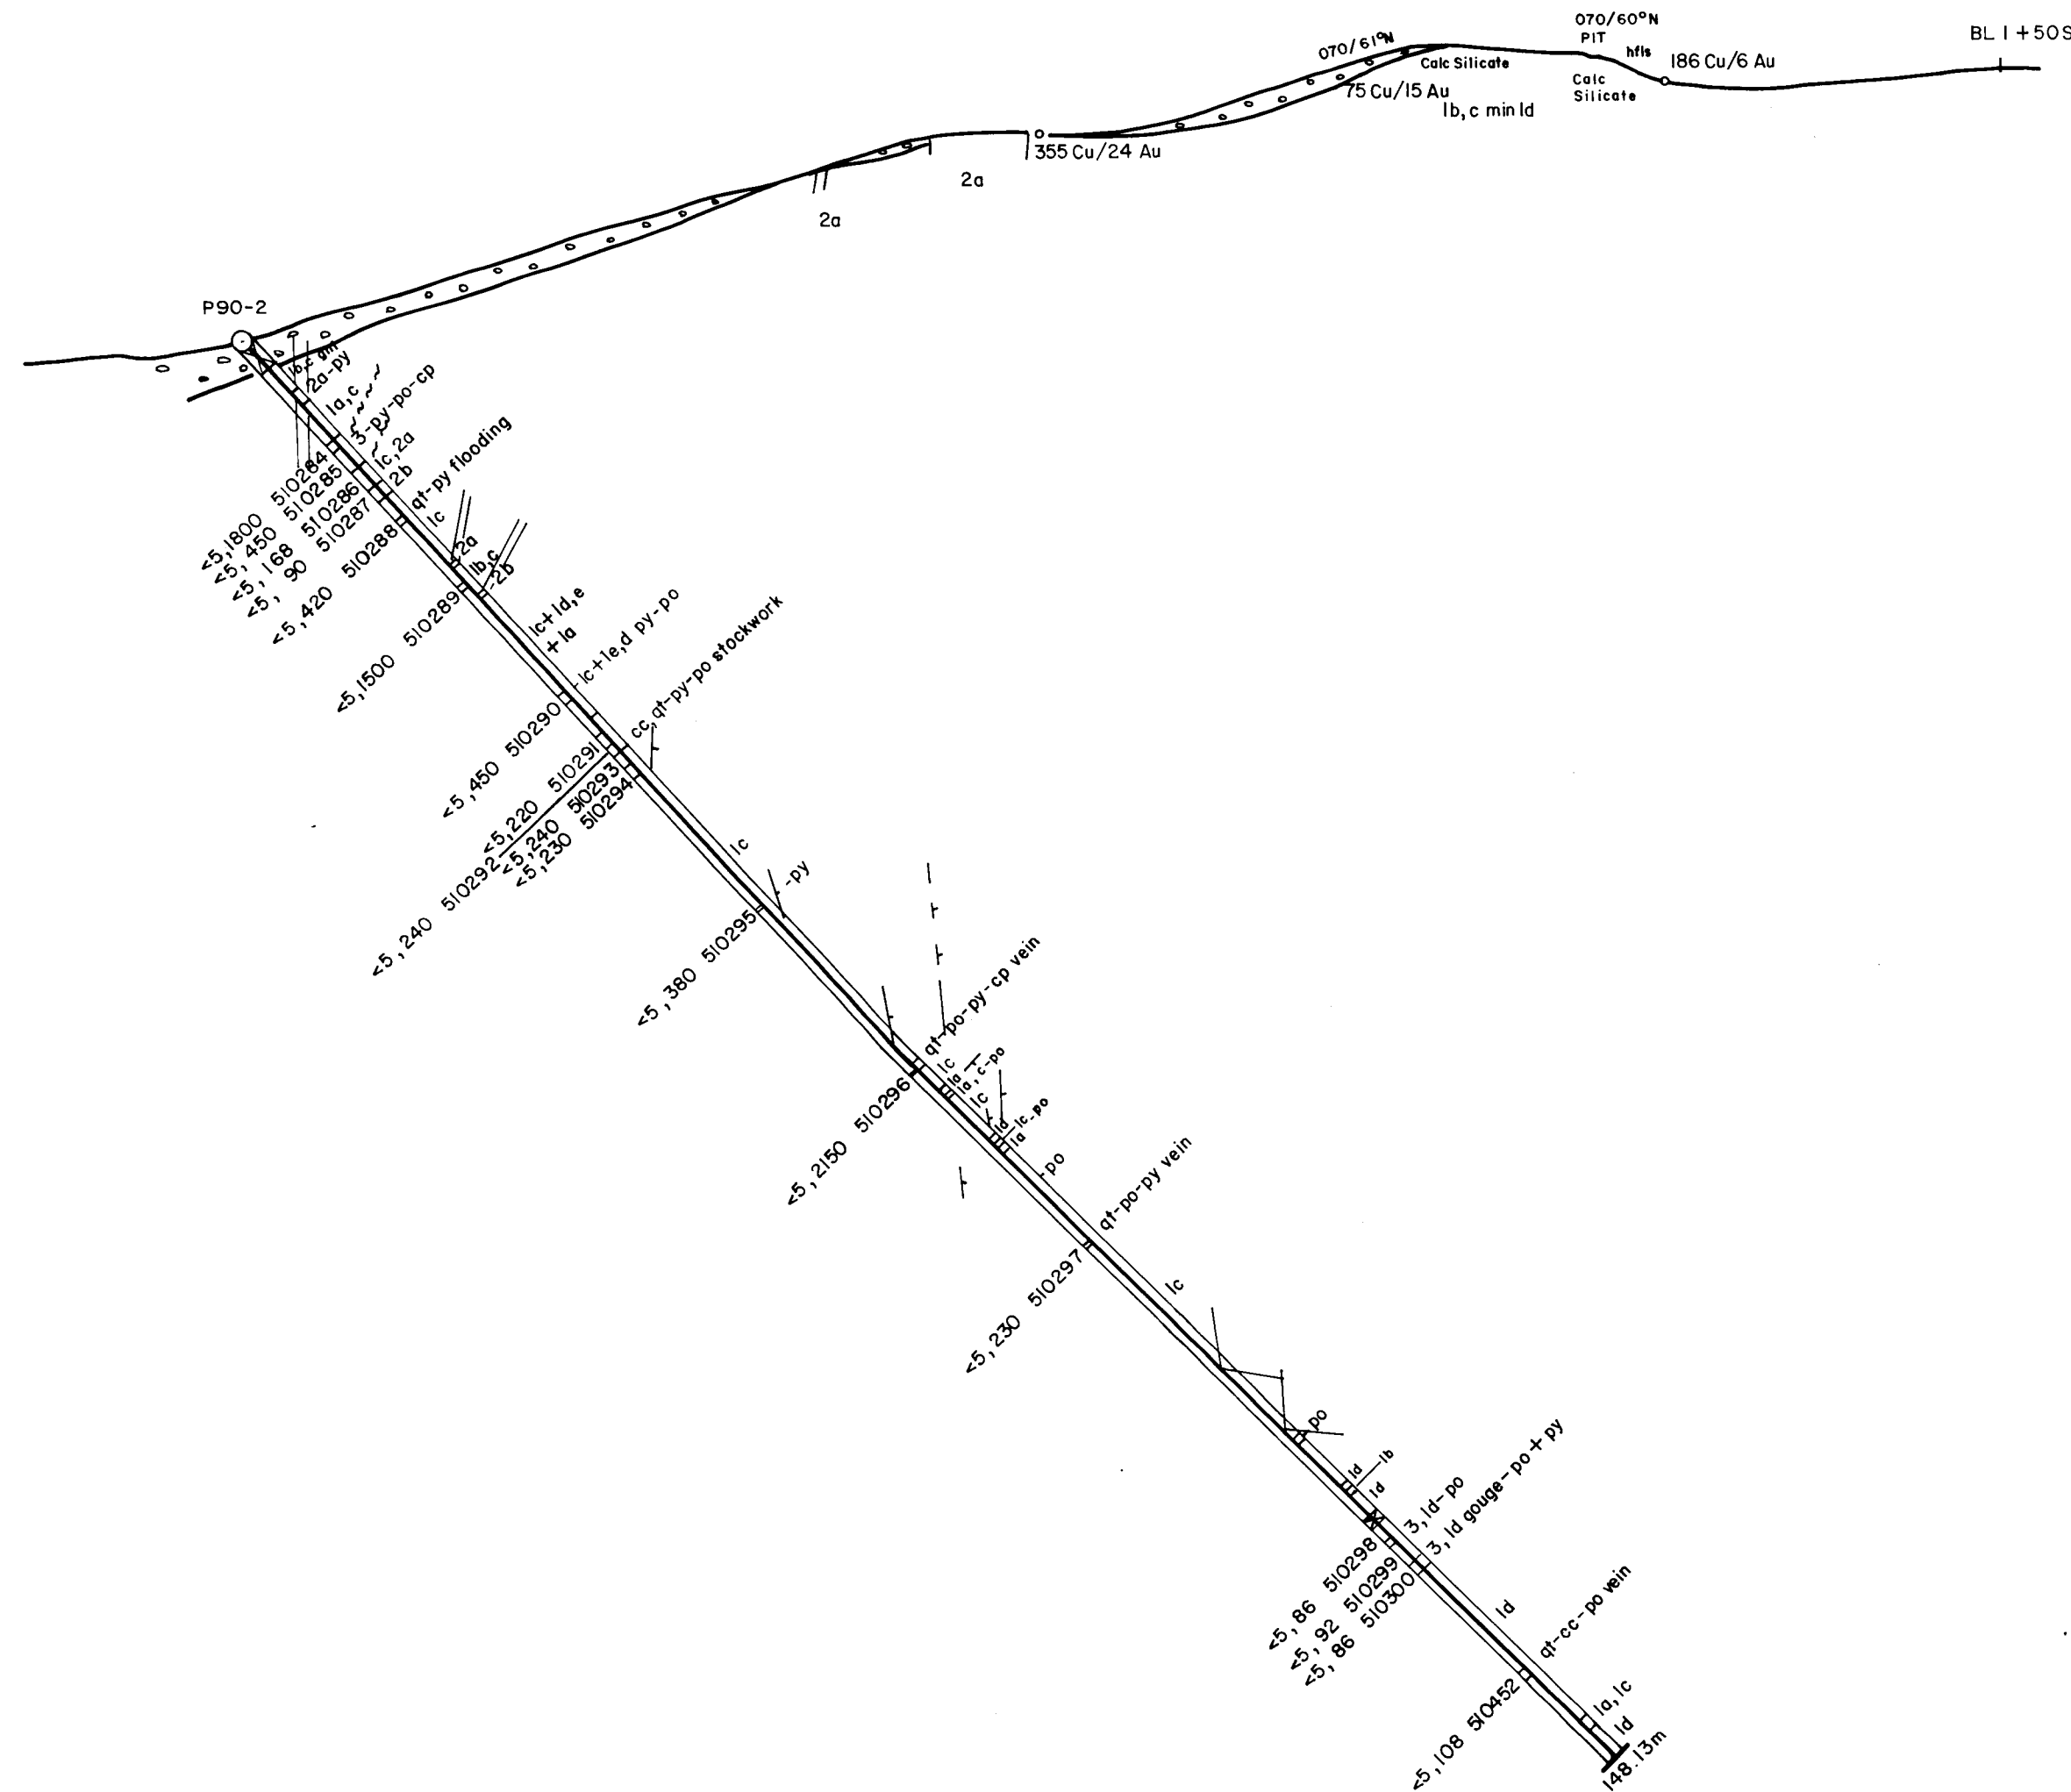 070/60°N
PIT
hfls
BL 1+50S
070/61°N
Calc Silicate
186 Cu/6 Au
Calc
Silicate
75 Cu/15 Au
1b,c min 1d
355 Cu/24 Au
2a
2a
P90-2
1b,c gm
2a-py
1a,c
3-py-po-cp
1c,2a
2b
qt-py flooding
1c
2a
1b,c
-2b
1c+1d,e
+1a
1c+1e,d py-po
cc,qt-py-po stockwork
1c
-py
qt-po-py-cp vein
1c
1a
1a,c-po
1c
1d
1c-po
1a
-po
qt-po-py vein
1c
po
1d
1b
1d
3,1d-po
3,1d gouge-po+py
1d
qt-cc-po vein
1a,1c
1d
148.13m
<5,1800 510284
<5,450 510285
<5,168 510286
<5,90 510287
<5,420 510288
<5,1500 510289
<5,450 510290
<5,220 510291
<5,240 510292
<5,240 510293
<5,230 510294
<5,380 510295
<5,2150 510296
<5,230 510297
<5,86 510298
<5,92 510299
<5,86 510300
<5,108 510452